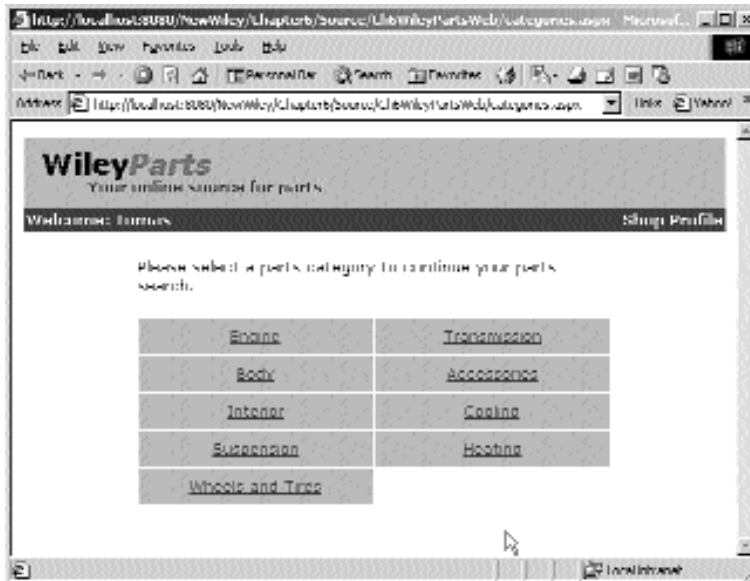 http://localhost:8080/NewWiley/Chapter6/Source/Ch6WileyPartsWeb/categories.aspx - Microsof...
File Edit View Favorites Tools Help
Back Personal Bar Search Favorites
Address http://localhost:8080/NewWiley/Chapter6/Source/Ch6WileyPartsWeb/categories.aspx Links Yahoo!
WileyParts
Your online source for parts
Welcome: Tomas Shop Profile
Please select a parts category to continue your parts
search.
Engine Transmission
Body Accessories
Interior Cooling
Suspension Heating
Wheels and Tires
Local intranet